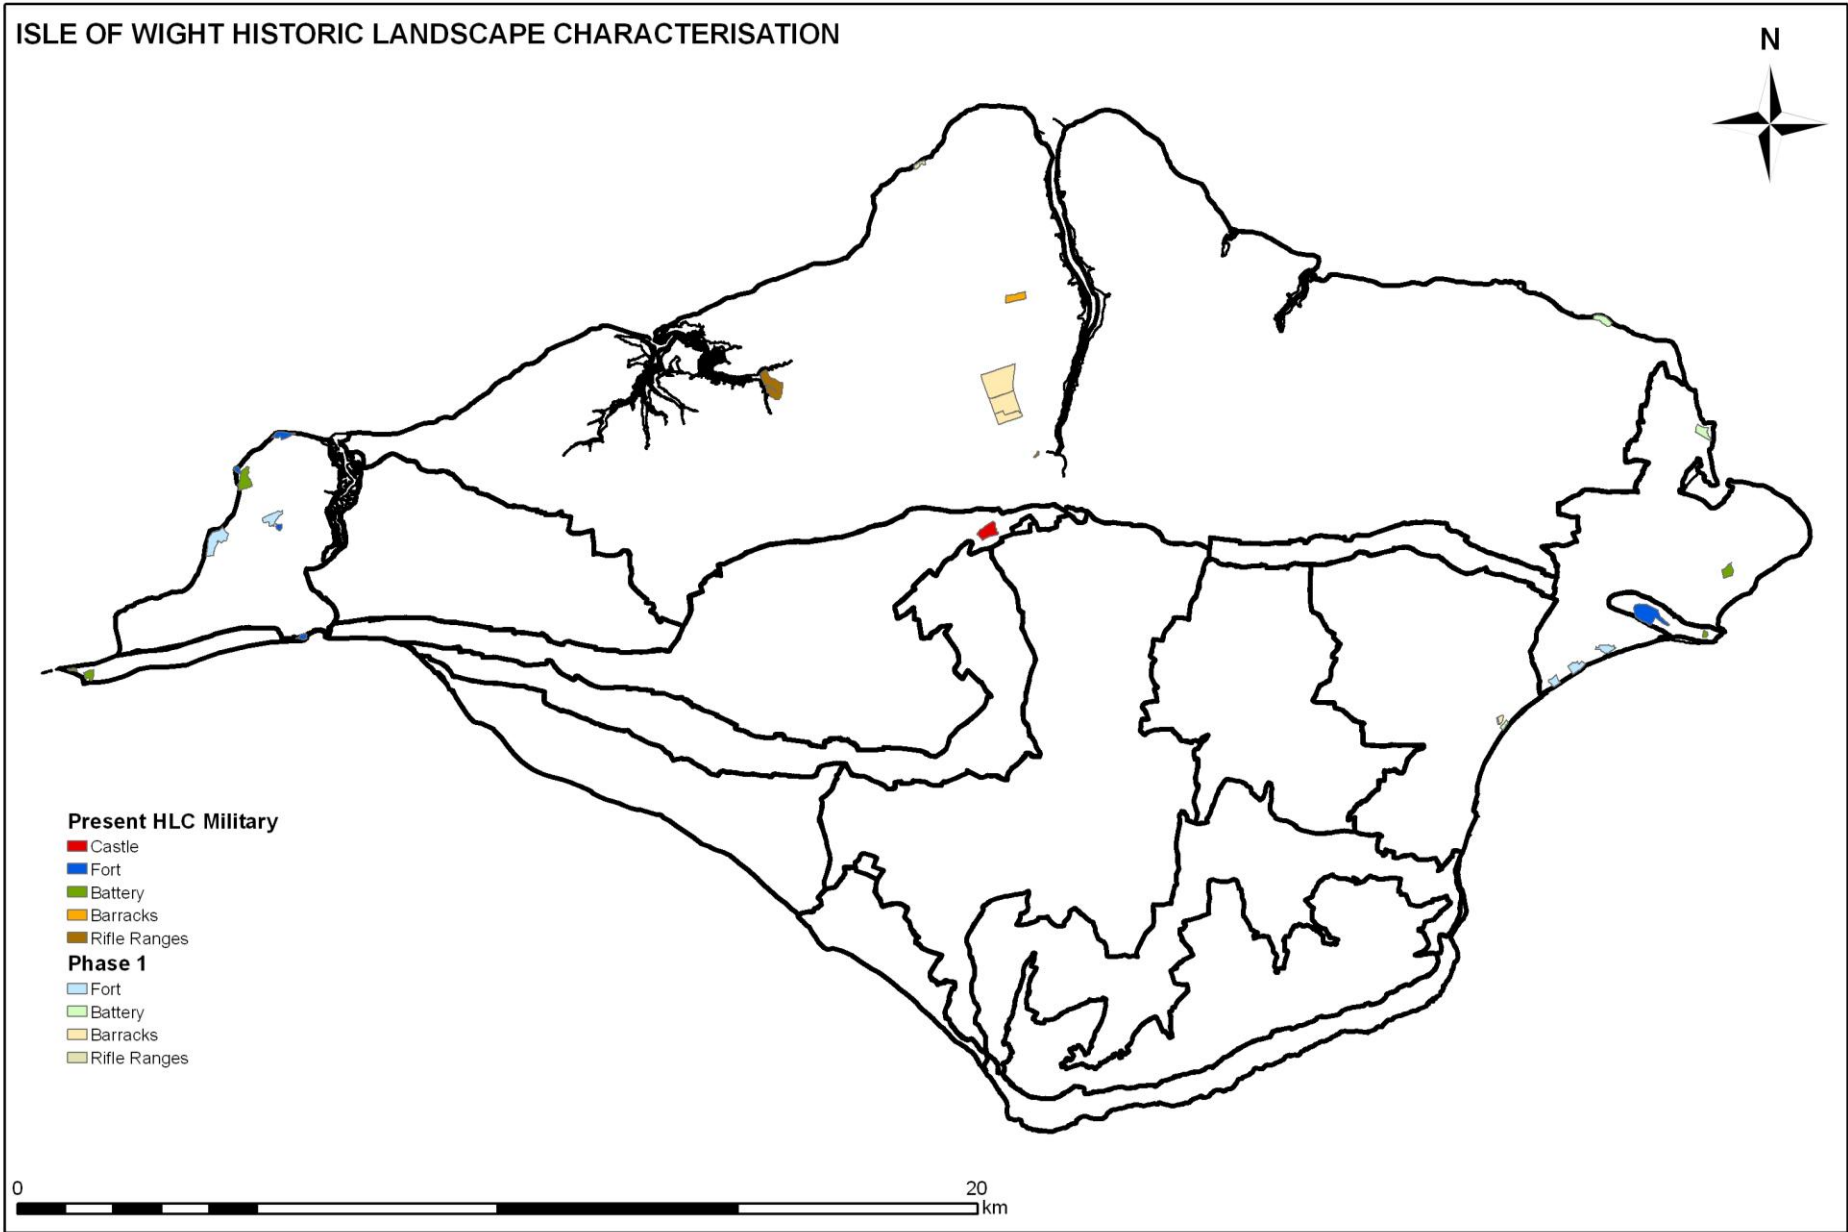 ISLE OF WIGHT HISTORIC LANDSCAPE CHARACTERISATION
N
Present HLC Military
Castle
Fort
Battery
Barracks
Rifle Ranges
Phase 1
Fort
Battery
Barracks
Rifle Ranges
0 20
km